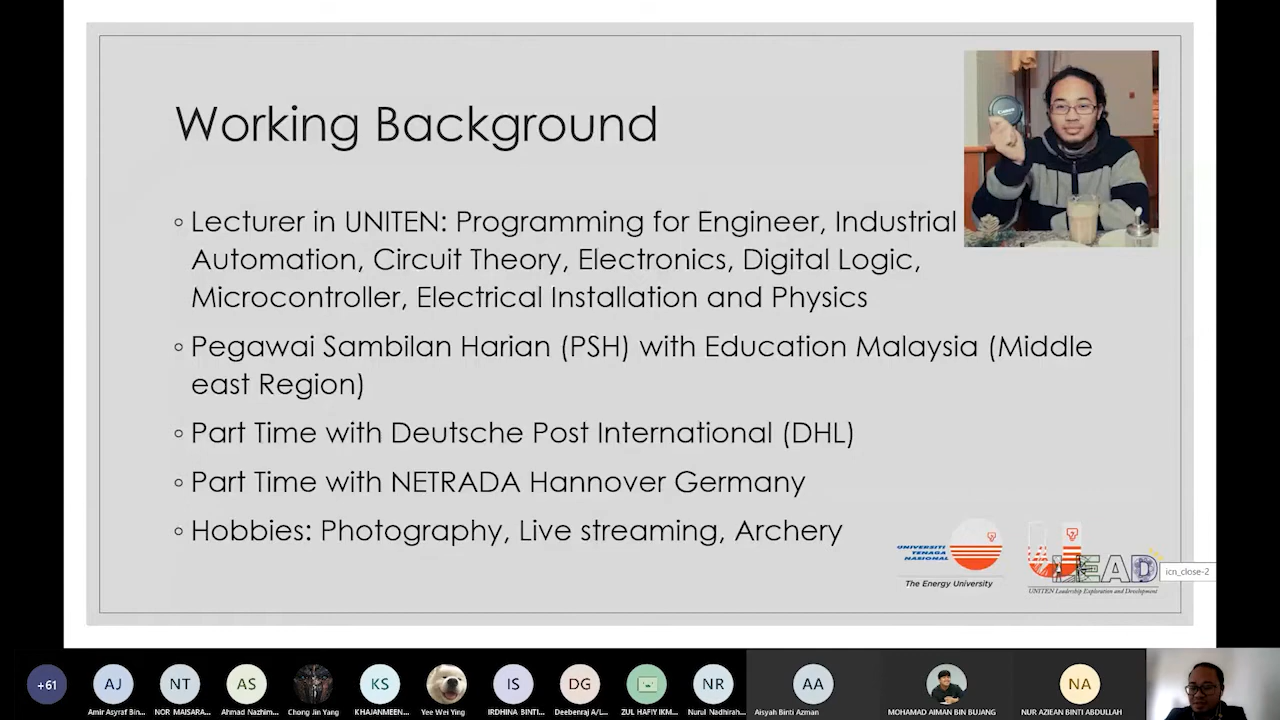 Working Background
Canon
◦ Lecturer in UNITEN: Programming for Engineer, Industrial
Automation, Circuit Theory, Electronics, Digital Logic,
Microcontroller, Electrical Installation and Physics
◦ Pegawai Sambilan Harian (PSH) with Education Malaysia (Middle
east Region)
◦ Part Time with Deutsche Post International (DHL)
◦ Part Time with NETRADA Hannover Germany
◦ Hobbies: Photography, Live streaming, Archery
UNIVERSITI
TENAGA
NASIONAL
The Energy University
ULEAD
UNITEN Leadership Exploration and Development
icn_close-2
+61
AJ
NT
AS
KS
IS
DG
NR
AA
NA
Amir Asyraf Bin...
NOR MAISARA...
Ahmad Nazhim...
Chong Jin Yang
KHAJANMEEN...
Yee Wei Ying
IRDHINA BINTI...
Deebenraj A/L...
ZUL HAFIY IKM...
Nurul Nadhirah...
Aisyah Binti Azman
MOHAMAD AIMAN BIN BUJANG
NUR AZIEAN BINTI ABDULLAH